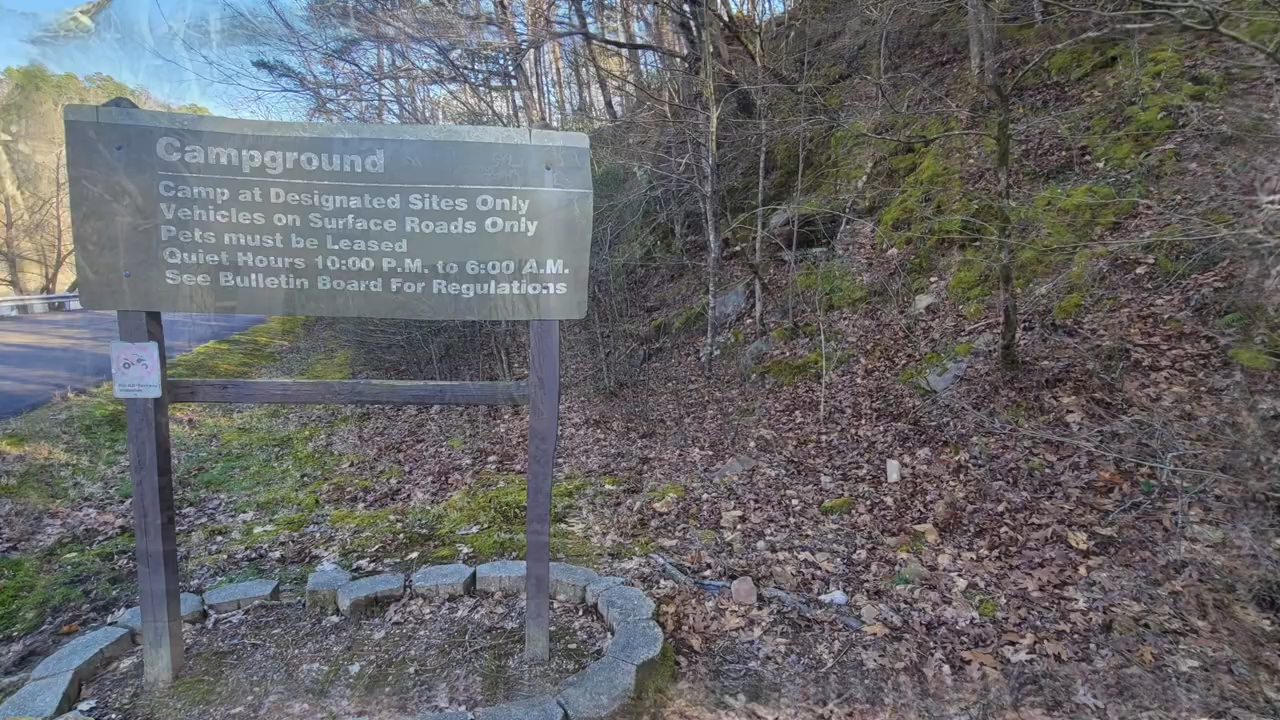 Campground
Camp at Designated Sites Only
Vehicles on Surface Roads Only
Pets must be Leased
Quiet Hours 10:00 P.M. to 6:00 A.M.
See Bulletin Board For Regulations